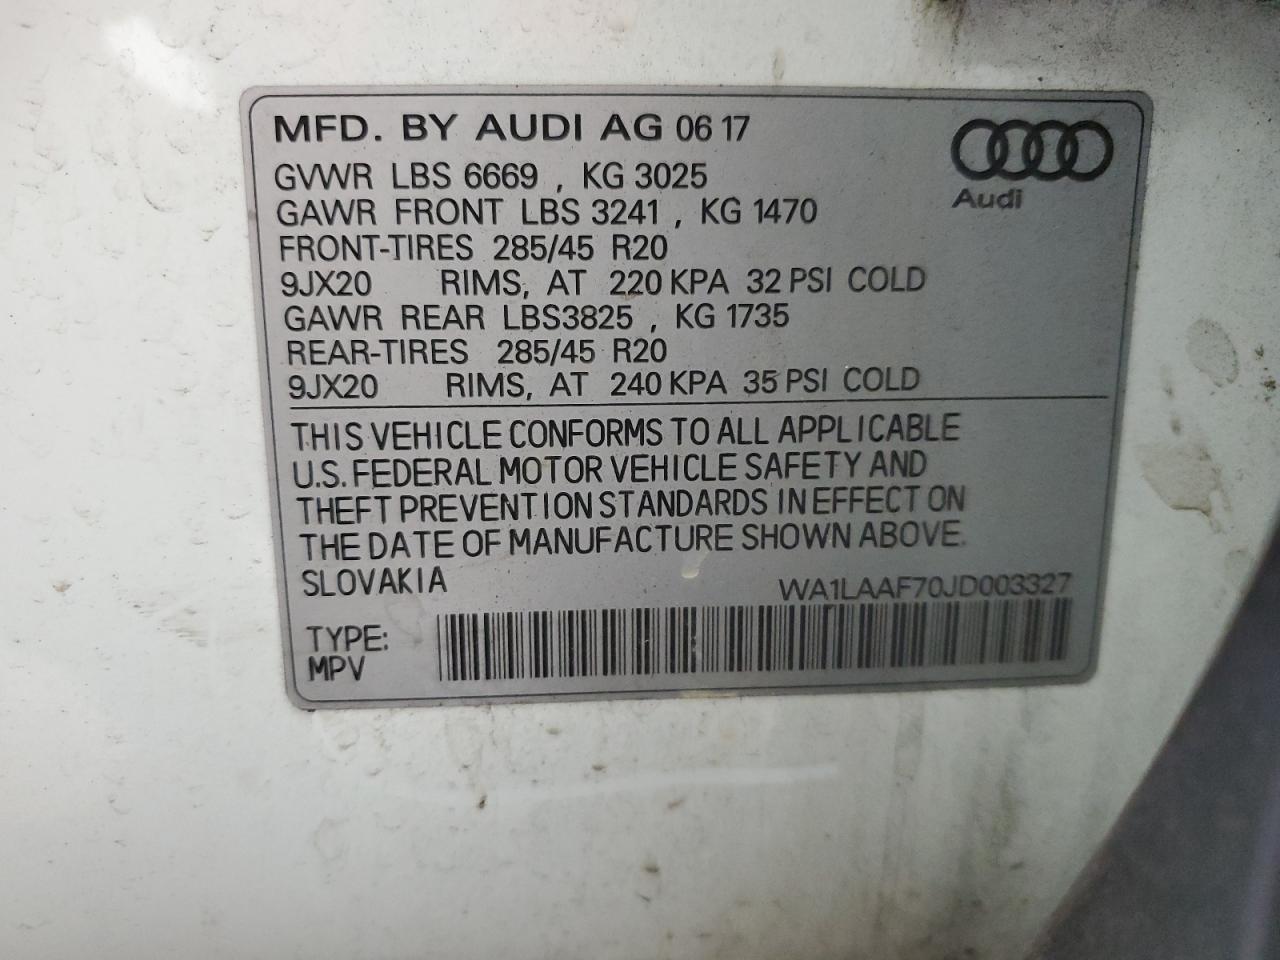 MFD. BY AUDI AG 06 17
GVWR LBS 6669 , KG 3025
GAWR FRONT LBS 3241 , KG 1470
FRONT-TIRES 285/45 R20
9JX20 RIMS, AT 220 KPA 32 PSI COLD
GAWR REAR LBS3825 , KG 1735
REAR-TIRES 285/45 R20
9JX20 RIMS, AT 240 KPA 35 PSI COLD
Audi
THIS VEHICLE CONFORMS TO ALL APPLICABLE
U.S. FEDERAL MOTOR VEHICLE SAFETY AND
THEFT PREVENTION STANDARDS IN EFFECT ON
THE DATE OF MANUFACTURE SHOWN ABOVE.
SLOVAKIA WA1LAAF70JD003327
TYPE:
MPV